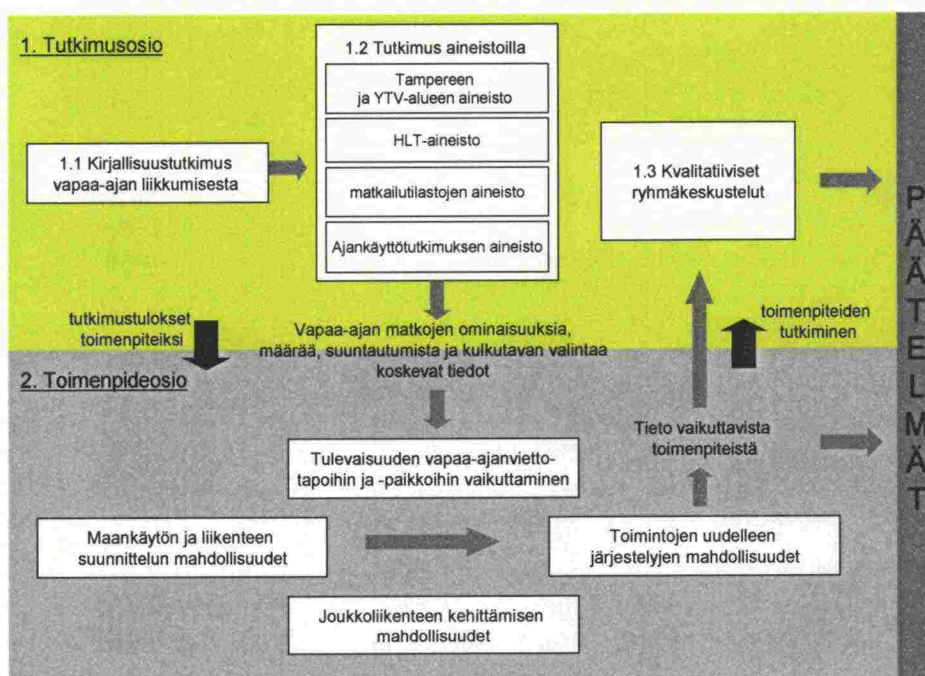 1. Tutkimusosio
1.1 Kirjallisuustutkimus
vapaa-ajan liikkumisesta
1.2 Tutkimus aineistoilla
Tampereen
ja YTV-alueen aineisto
HLT-aineisto
matkailutilastojen aineisto
Ajankäyttötutkimuksen aineisto
1.3 Kvalitatiiviset
ryhmäkeskustelut
tutkimustulokset
toimenpiteiksi
Vapaa-ajan matkojen ominaisuuksia,
määrää, suuntautumista ja kulkutavan valintaa
koskevat tiedot
toimenpiteiden
tutkiminen
2. Toimenpideosio
Tulevaisuuden vapaa-ajanvietto-
tapoihin ja -paikkoihin vaikuttaminen
Tieto vaikuttavista
toimenpiteistä
Maankäytön ja liikenteen
suunnittelun mahdollisuudet
Toimintojen uudelleen
järjestelyjen mahdollisuudet
Joukkoliikenteen kehittämisen
mahdollisuudet
PÄÄTELMÄT